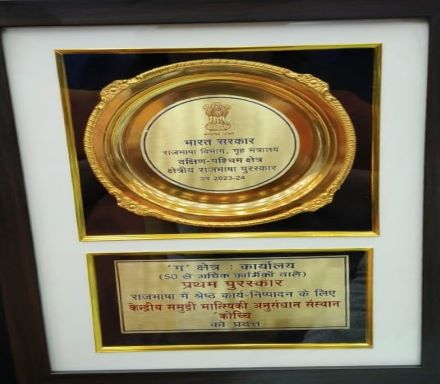 भारत सरकार
राजभाषा विभाग, गृह मंत्रालय
दक्षिण-पश्चिम क्षेत्र
क्षेत्रीय राजभाषा पुरस्कार
वर्ष 2023-24
'ग' क्षेत्र : कार्यालय
(50 से अधिक कार्मिकों वाले)
प्रथम पुरस्कार
राजभाषा में श्रेष्ठ कार्य-निष्पादन के लिए
केन्द्रीय समुद्री मात्स्यिकी अनुसंधान संस्थान
कोच्चि
को प्रदत्त